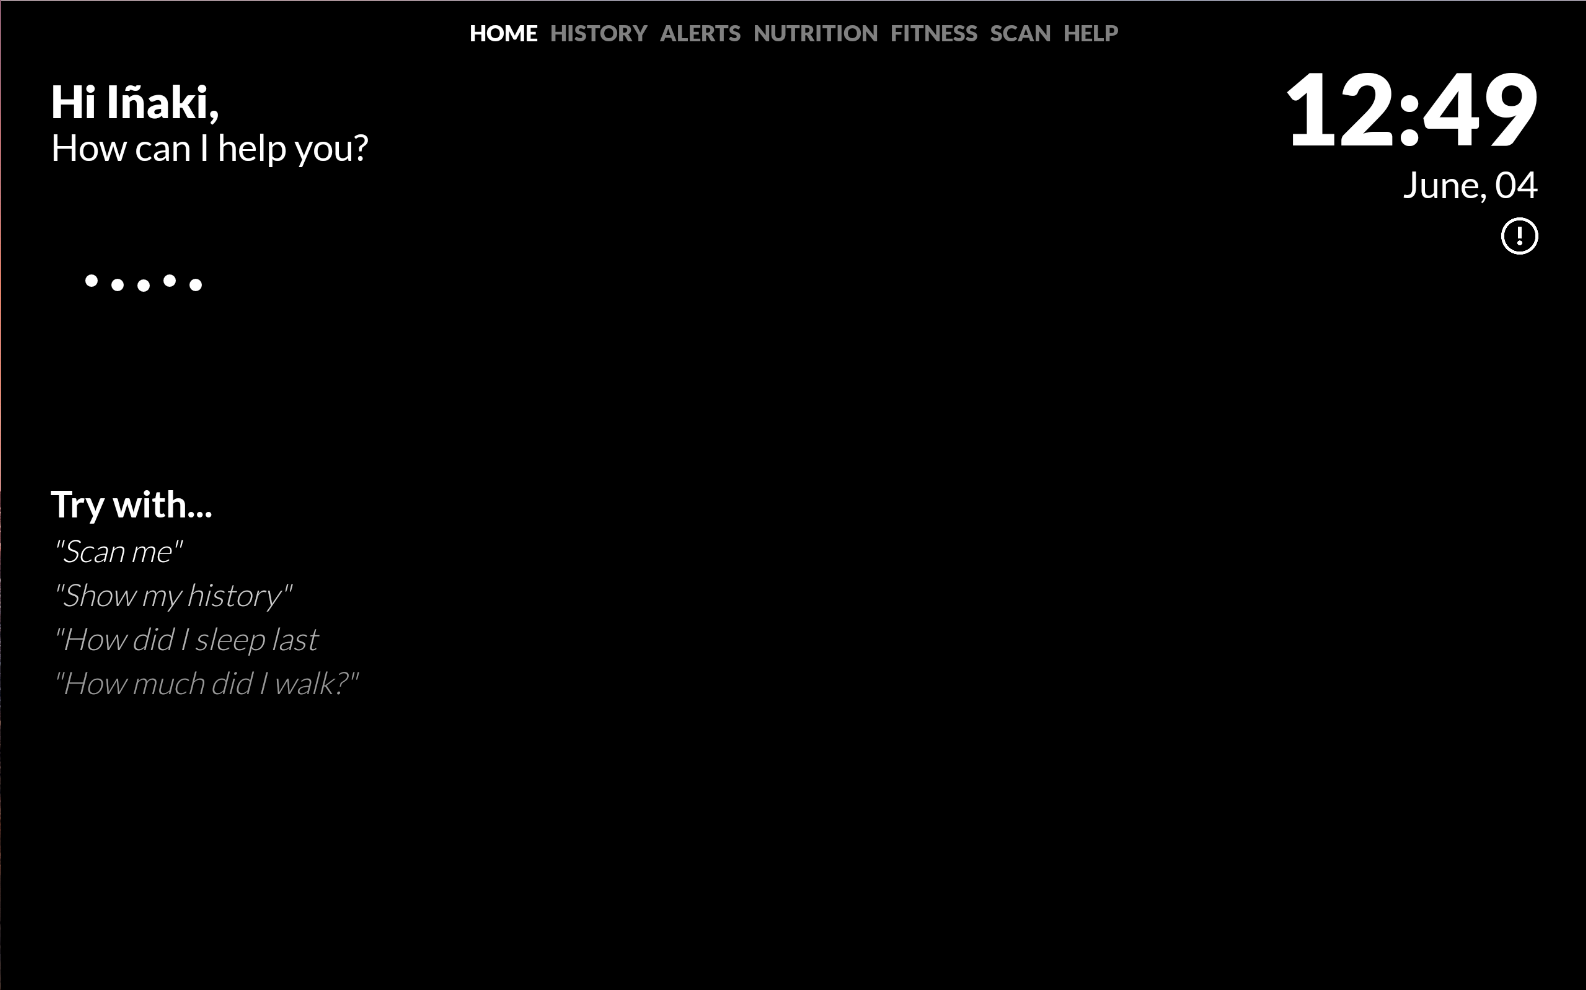 HOME HISTORY ALERTS NUTRITION FITNESS SCAN HELP
Hi Iñaki,
How can I help you?
12:49
June, 04
Try with...
"Scan me"
"Show my history"
"How did I sleep last
"How much did I walk?"